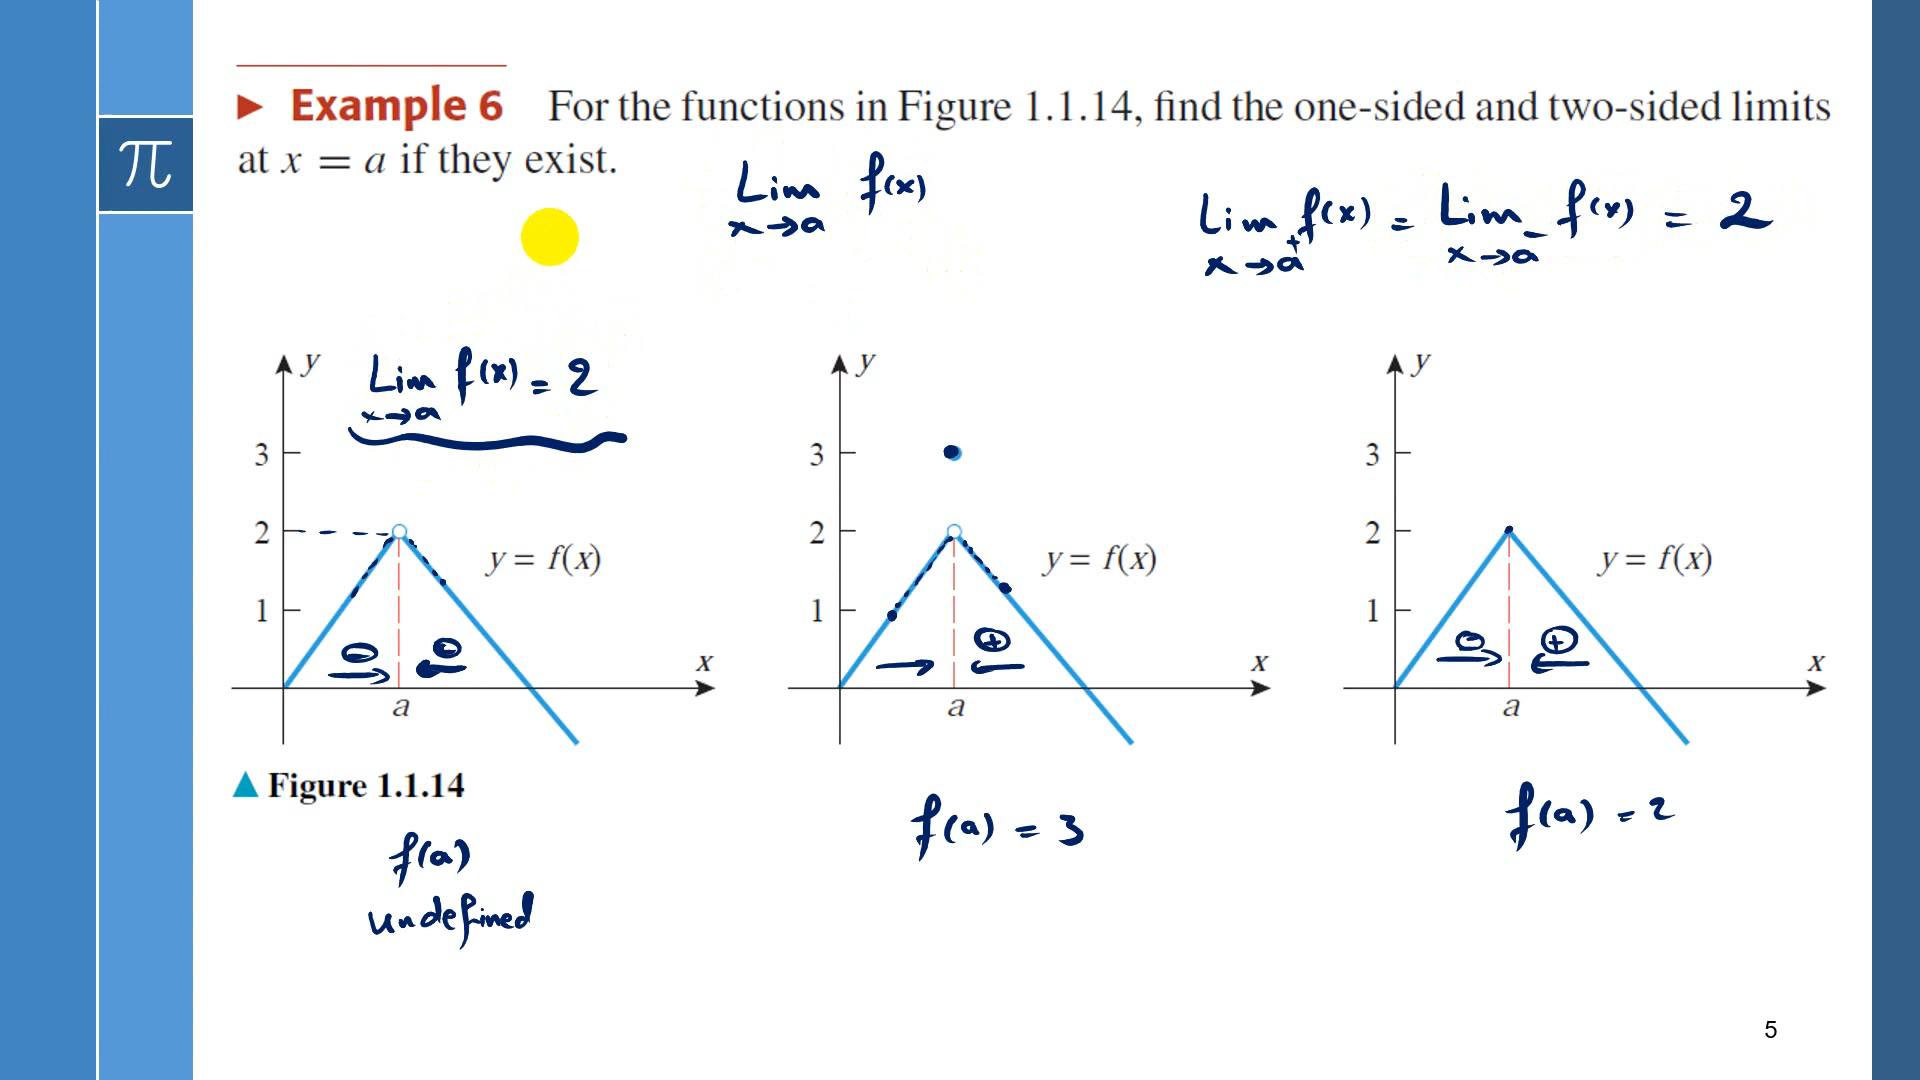 π
▶ Example 6 For the functions in Figure 1.1.14, find the one-sided and two-sided limits
at x = a if they exist.
Lim f(x)
x→a
Lim f(x) = Lim f(x) = 2
x→a⁺ x→a⁻
y
Lim f(x) = 2
x→a
3
2
1
y = f(x)
⊖ ⊖
x
a
y
3
2
1
y = f(x)
⊕
x
a
y
3
2
1
y = f(x)
⊖ ⊕
x
a
▲ Figure 1.1.14
f(a)
undefined
f(a) = 3
f(a) = 2
5